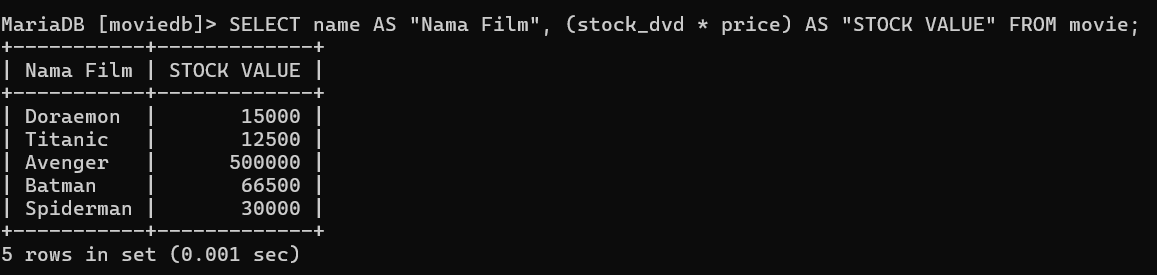 MariaDB [moviedb]> SELECT name AS "Nama Film", (stock_dvd * price) AS "STOCK VALUE" FROM movie;
+-----------+-------------+
| Nama Film | STOCK VALUE |
+-----------+-------------+
| Doraemon  |       15000 |
| Titanic   |       12500 |
| Avenger   |      500000 |
| Batman    |       66500 |
| Spiderman |       30000 |
+-----------+-------------+
5 rows in set (0.001 sec)